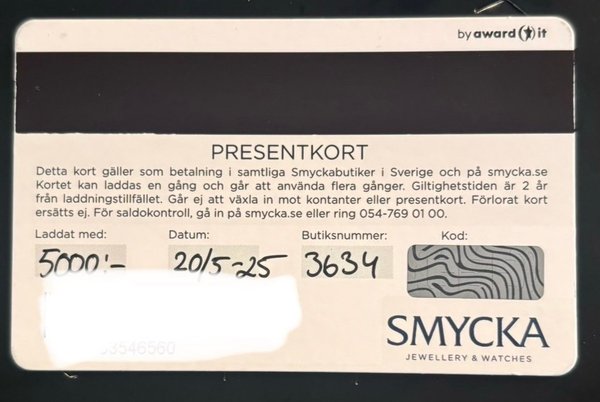 by award it
PRESENTKORT
Detta kort gäller som betalning i samtliga Smyckabutiker i Sverige och på smycka.se
Kortet kan laddas en gång och går att använda flera gånger. Giltighetstiden är 2 år
från laddningstillfället. Går ej att växla in mot kontanter eller presentkort. Förlorat kort
ersätts ej. För saldokontroll, gå in på smycka.se eller ring 054-769 01 00.
Laddat med: Datum: Butiksnummer: Kod:
5000:- 20/5-25 3634
3546560
SMYCKA
JEWELLERY & WATCHES